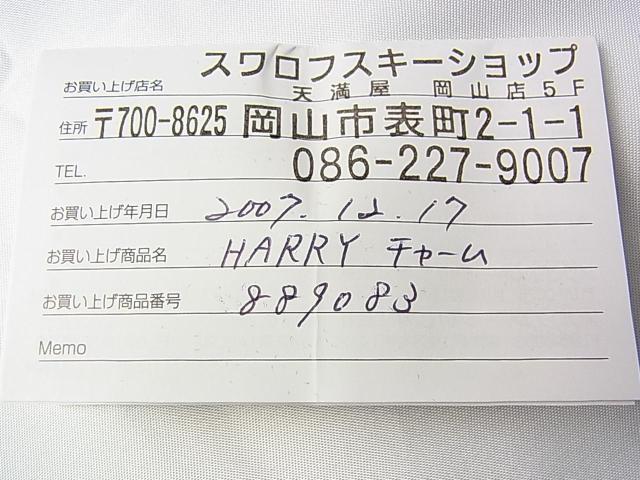 お買い上げ店名 スワロフスキーショップ
天満屋 岡山店5F
住所 〒700-8625 岡山市表町2-1-1
TEL. 086-227-9007
お買い上げ年月日 2007.12.17
お買い上げ商品名 HARRY チャーム
お買い上げ商品番号 889083
Memo